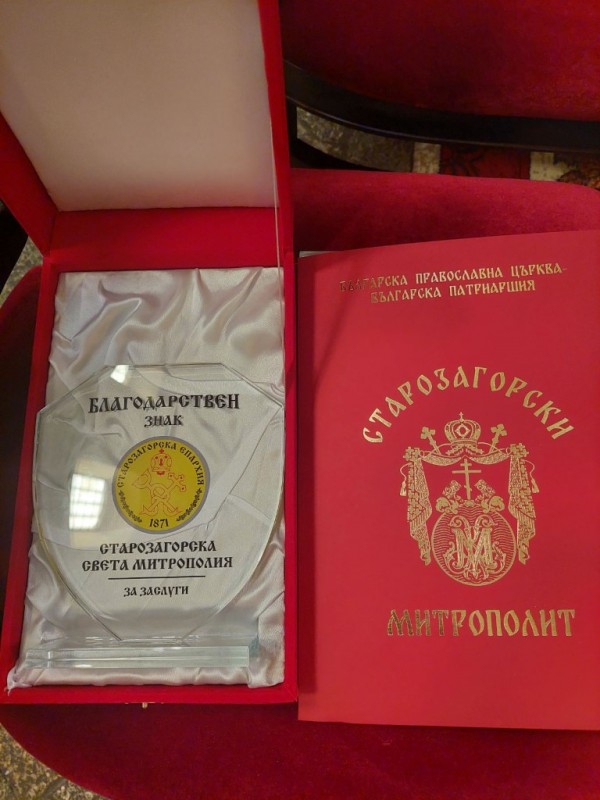 БЛАГОДАРСТВЕН
ЗНАК
СТАРОЗАГОРСКА ЕПАРХИЯ
1871
СТАРОЗАГОРСКА
СВЕТА МИТРОПОЛИЯ
ЗА ЗАСЛУГИ
БЪЛГАРСКА ПРАВОСЛАВНА ЦЪРКВА-
БЪЛГАРСКА ПАТРИАРШИЯ
СТАРОЗАГОРСКИ
МИТРОПОЛИТ